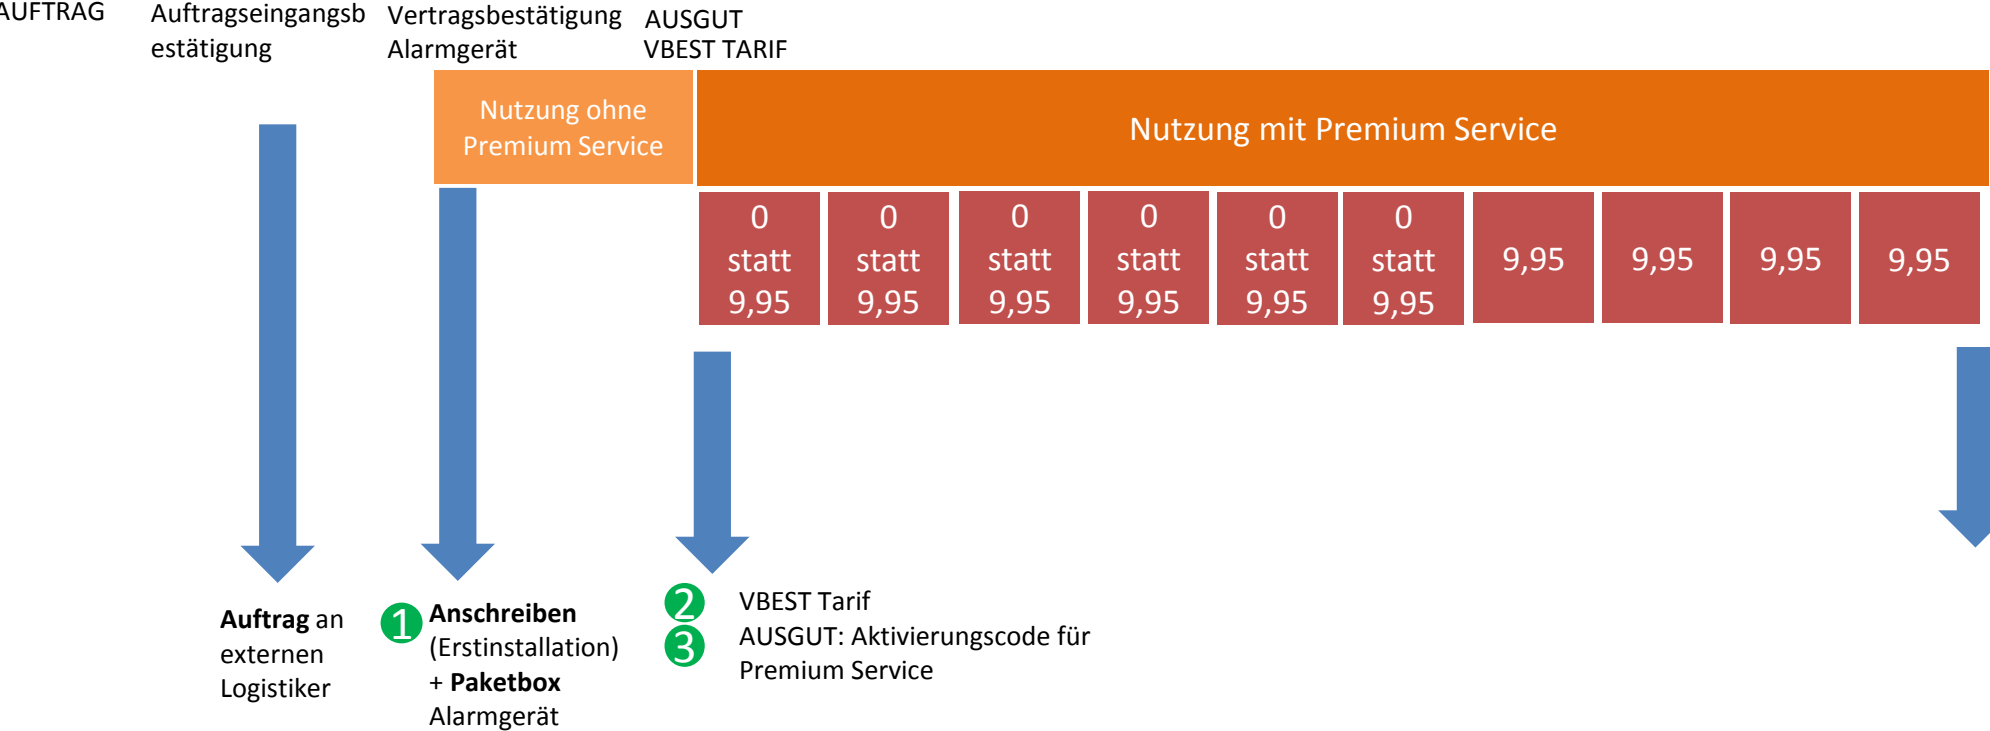 AUFTRAG
Auftragseingangsb
estätigung
Vertragsbestätigung
Alarmgerät
AUSGUT
VBEST TARIF
Nutzung ohne
Premium Service
Nutzung mit Premium Service
0
statt
9,95
0
statt
9,95
0
statt
9,95
0
statt
9,95
0
statt
9,95
0
statt
9,95
9,95
9,95
9,95
9,95
Auftrag an
externen
Logistiker
1
Anschreiben
(Erstinstallation)
+ Paketbox
Alarmgerät
2
VBEST Tarif
3
AUSGUT: Aktivierungscode für
Premium Service